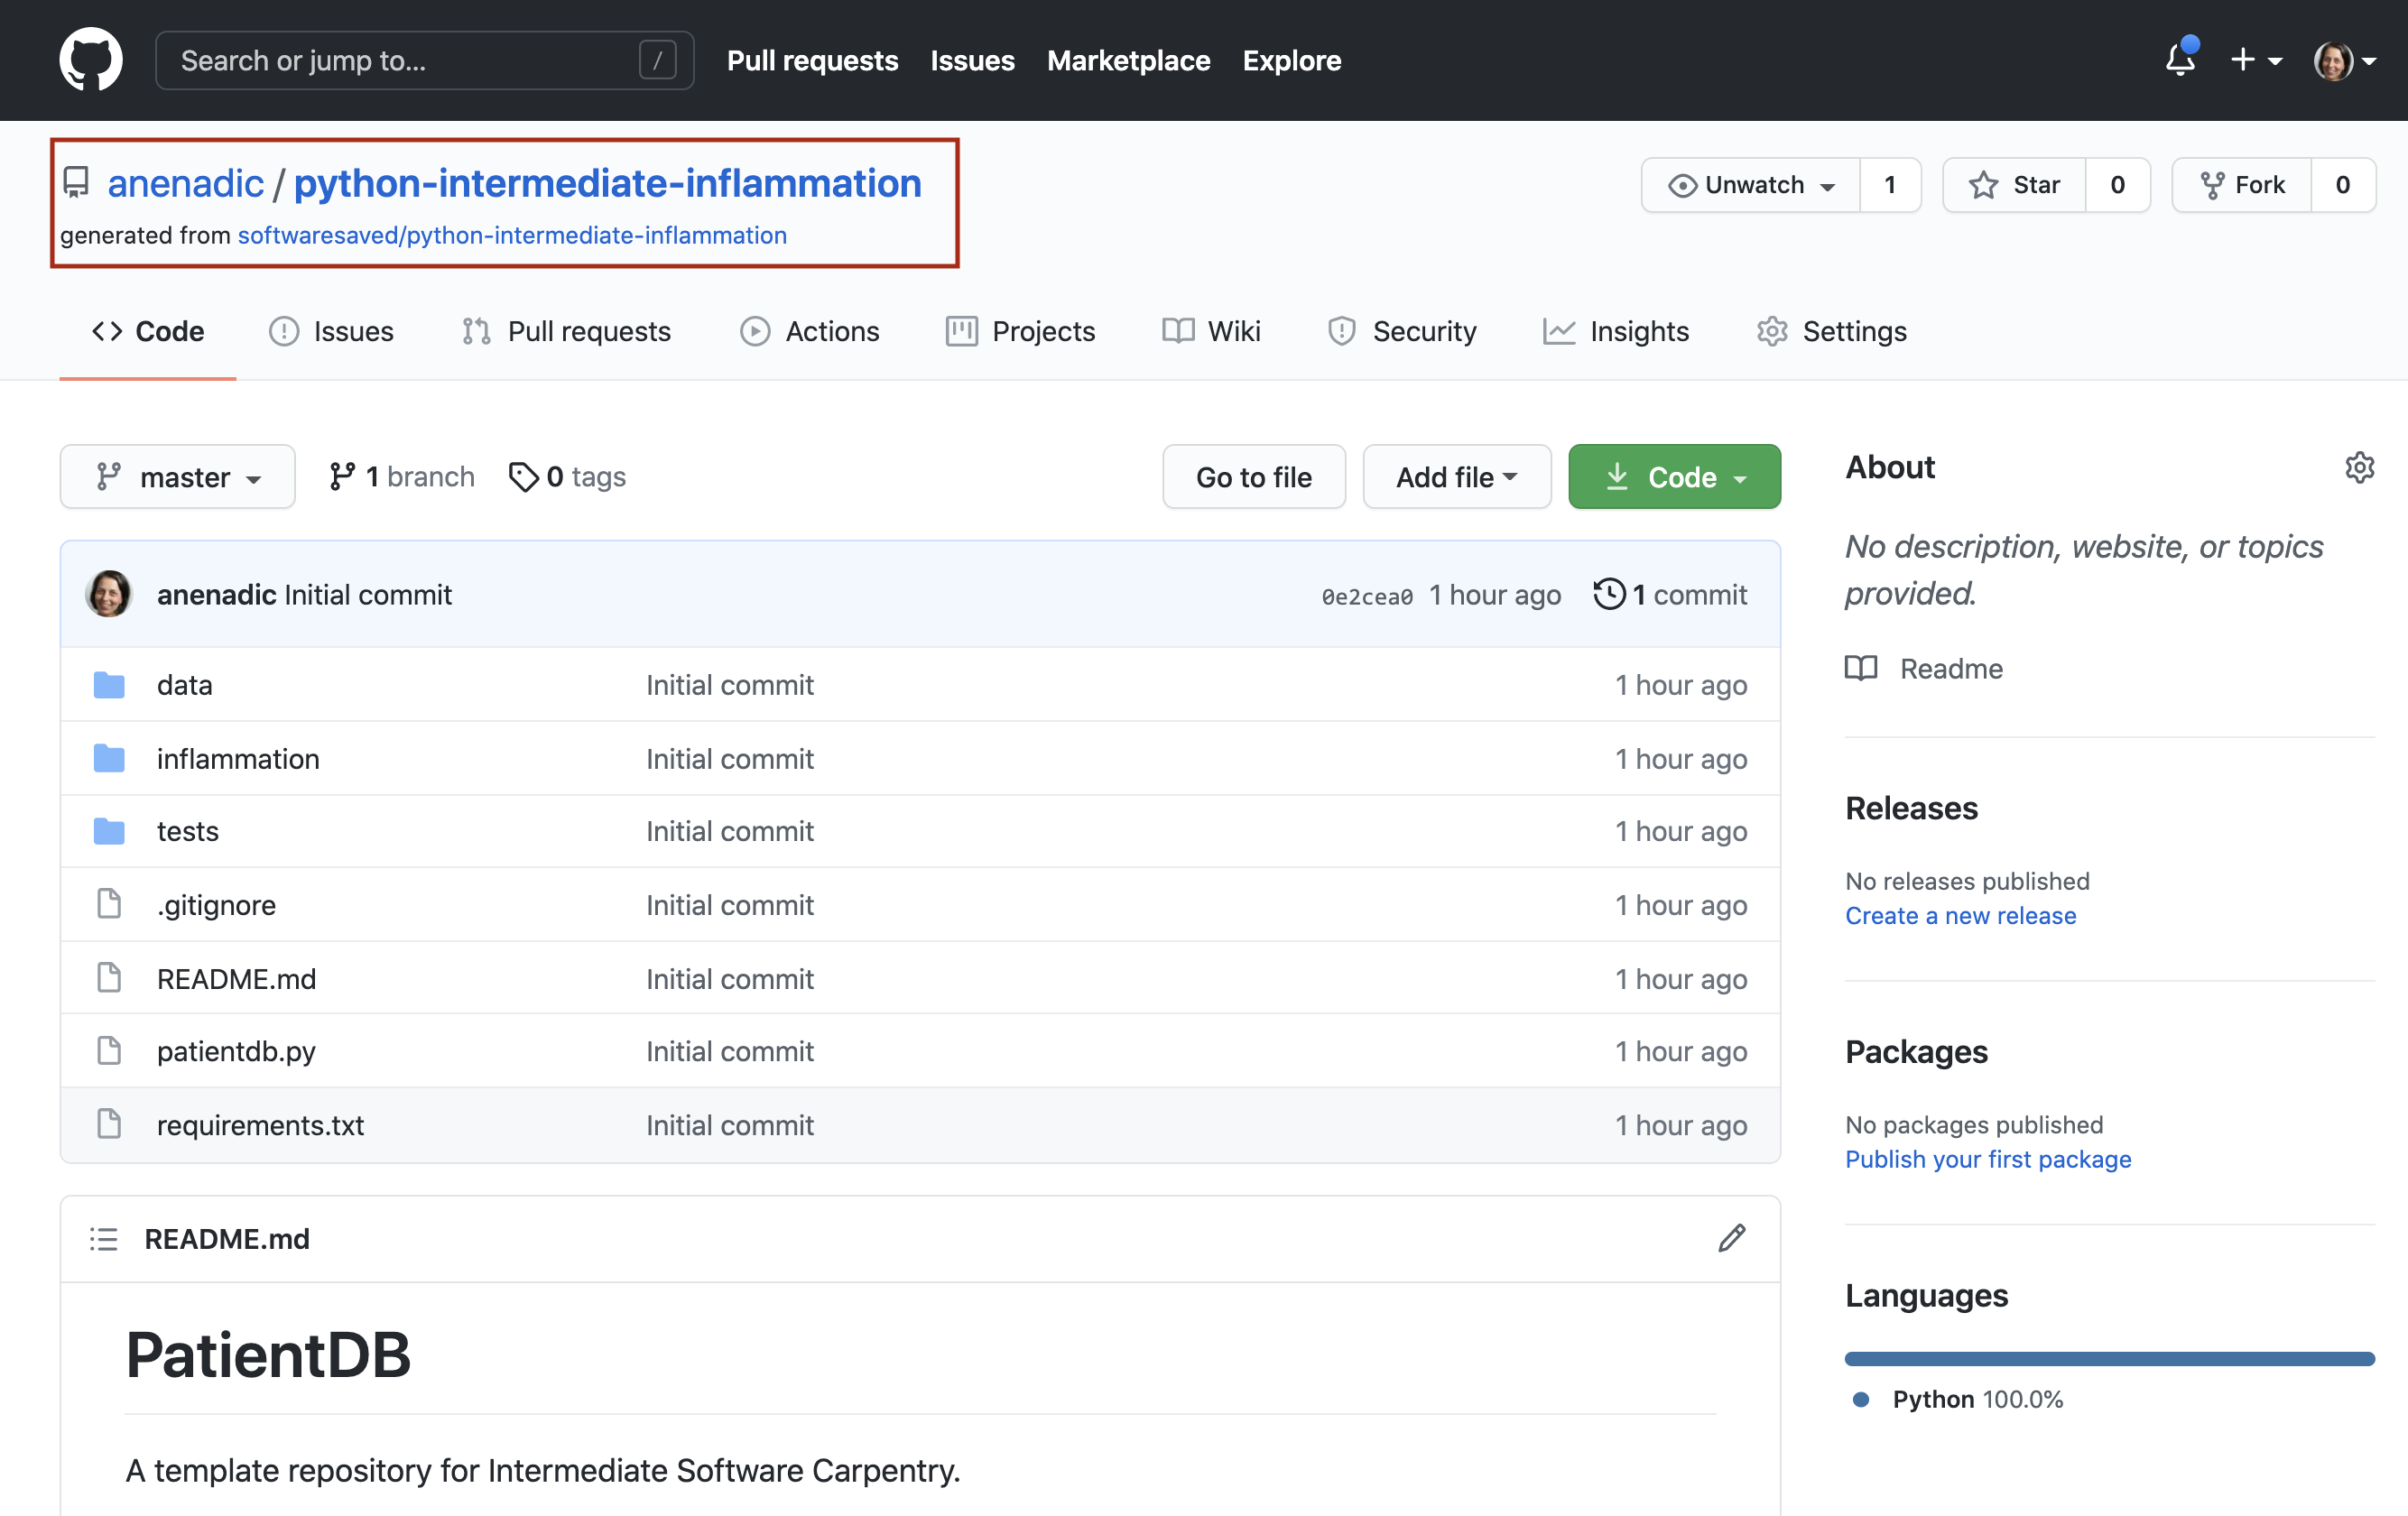 Search or jump to... / Pull requests Issues Marketplace Explore
anenadic / python-intermediate-inflammation
Unwatch 1 Star 0 Fork 0
generated from softwaresaved/python-intermediate-inflammation
Code Issues Pull requests Actions Projects Wiki Security Insights Settings
master 1 branch 0 tags Go to file Add file Code
anenadic Initial commit 0e2cea0 1 hour ago 1 commit
data Initial commit 1 hour ago
inflammation Initial commit 1 hour ago
tests Initial commit 1 hour ago
.gitignore Initial commit 1 hour ago
README.md Initial commit 1 hour ago
patientdb.py Initial commit 1 hour ago
requirements.txt Initial commit 1 hour ago
README.md
PatientDB
A template repository for Intermediate Software Carpentry.
About
No description, website, or topics
provided.
Readme
Releases
No releases published
Create a new release
Packages
No packages published
Publish your first package
Languages
Python 100.0%